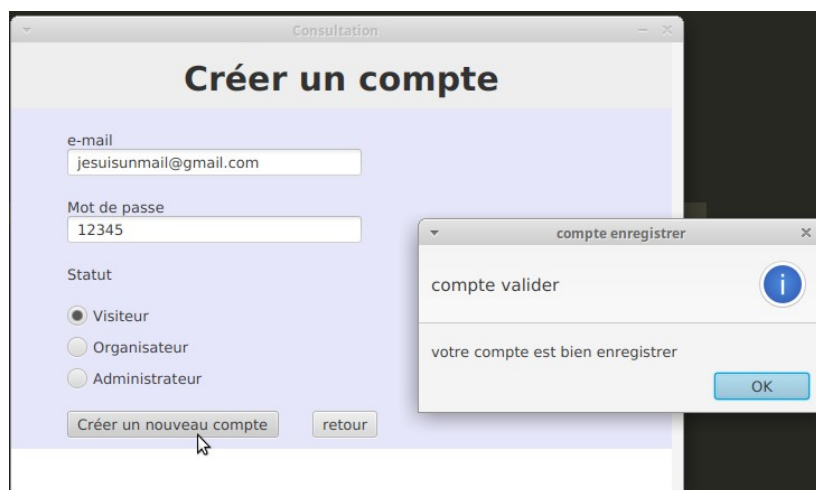 Consultation
Créer un compte
e-mail
jesuisunmail@gmail.com
Mot de passe
12345
Statut
Visiteur
Organisateur
Administrateur
Créer un nouveau compte
retour
compte enregistrer
compte valider
i
votre compte est bien enregistrer
OK